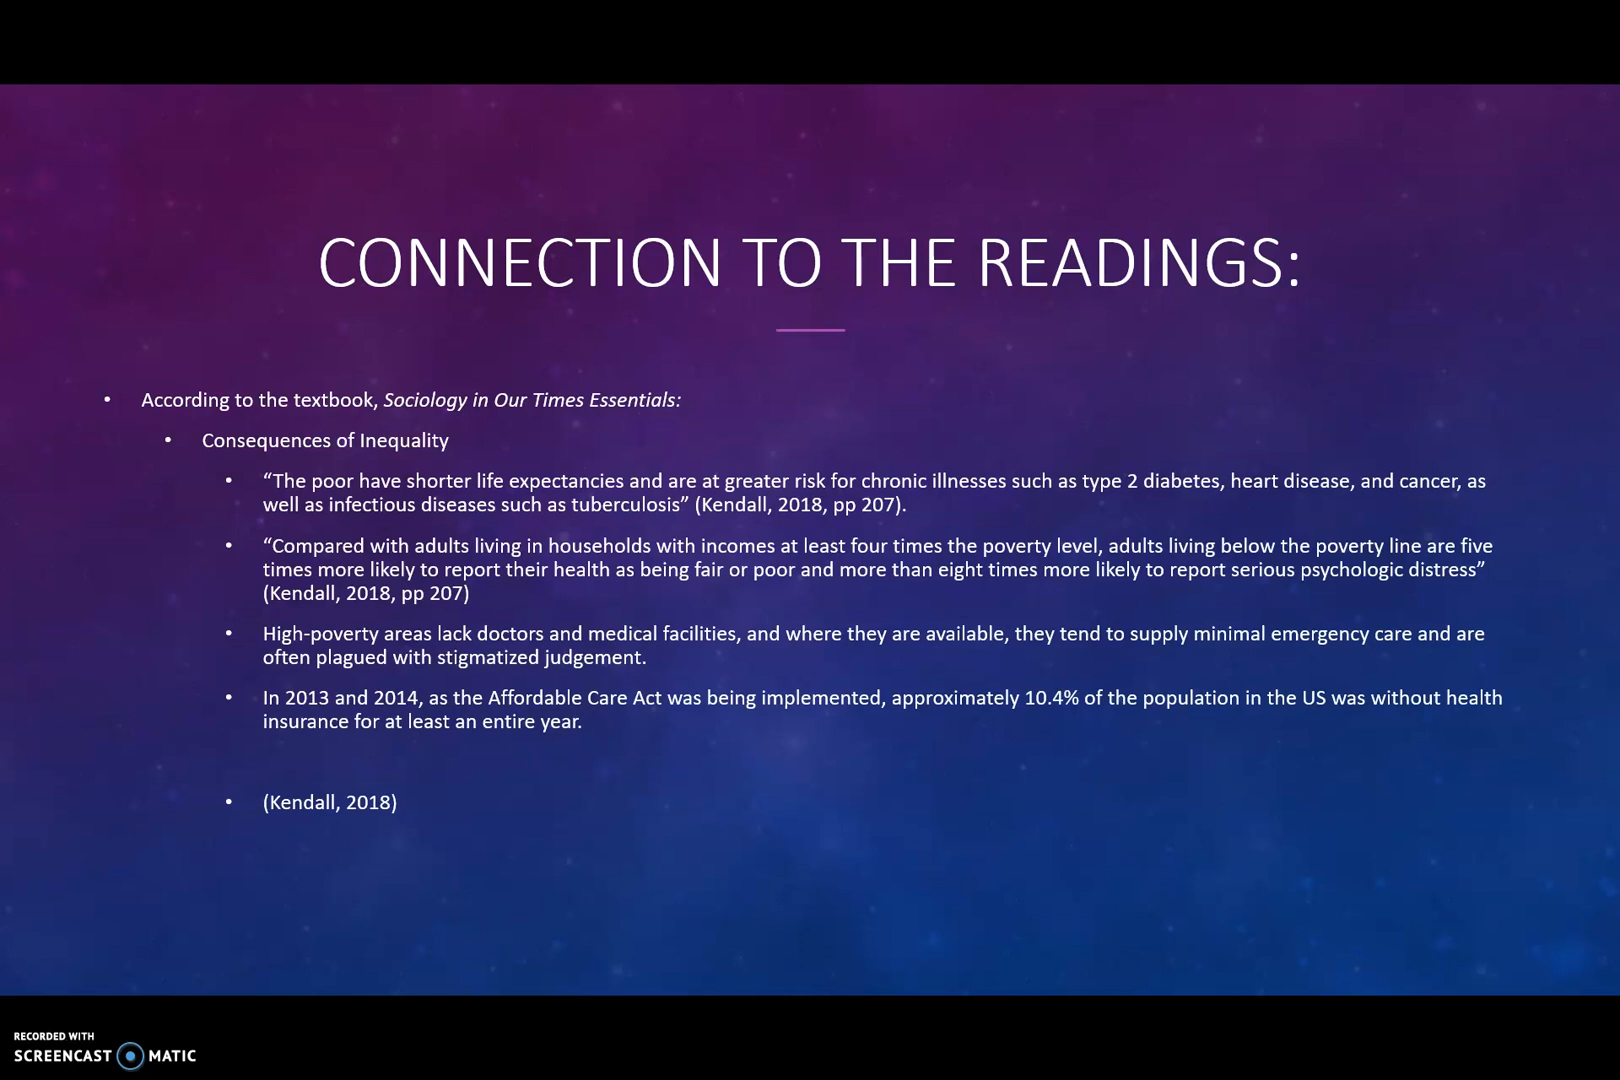 CONNECTION TO THE READINGS:
• According to the textbook, Sociology in Our Times Essentials:
• Consequences of Inequality
• “The poor have shorter life expectancies and are at greater risk for chronic illnesses such as type 2 diabetes, heart disease, and cancer, as
well as infectious diseases such as tuberculosis” (Kendall, 2018, pp 207).
• “Compared with adults living in households with incomes at least four times the poverty level, adults living below the poverty line are five
times more likely to report their health as being fair or poor and more than eight times more likely to report serious psychologic distress”
(Kendall, 2018, pp 207)
• High-poverty areas lack doctors and medical facilities, and where they are available, they tend to supply minimal emergency care and are
often plagued with stigmatized judgement.
• In 2013 and 2014, as the Affordable Care Act was being implemented, approximately 10.4% of the population in the US was without health
insurance for at least an entire year.
• (Kendall, 2018)
RECORDED WITH
SCREENCAST MATIC